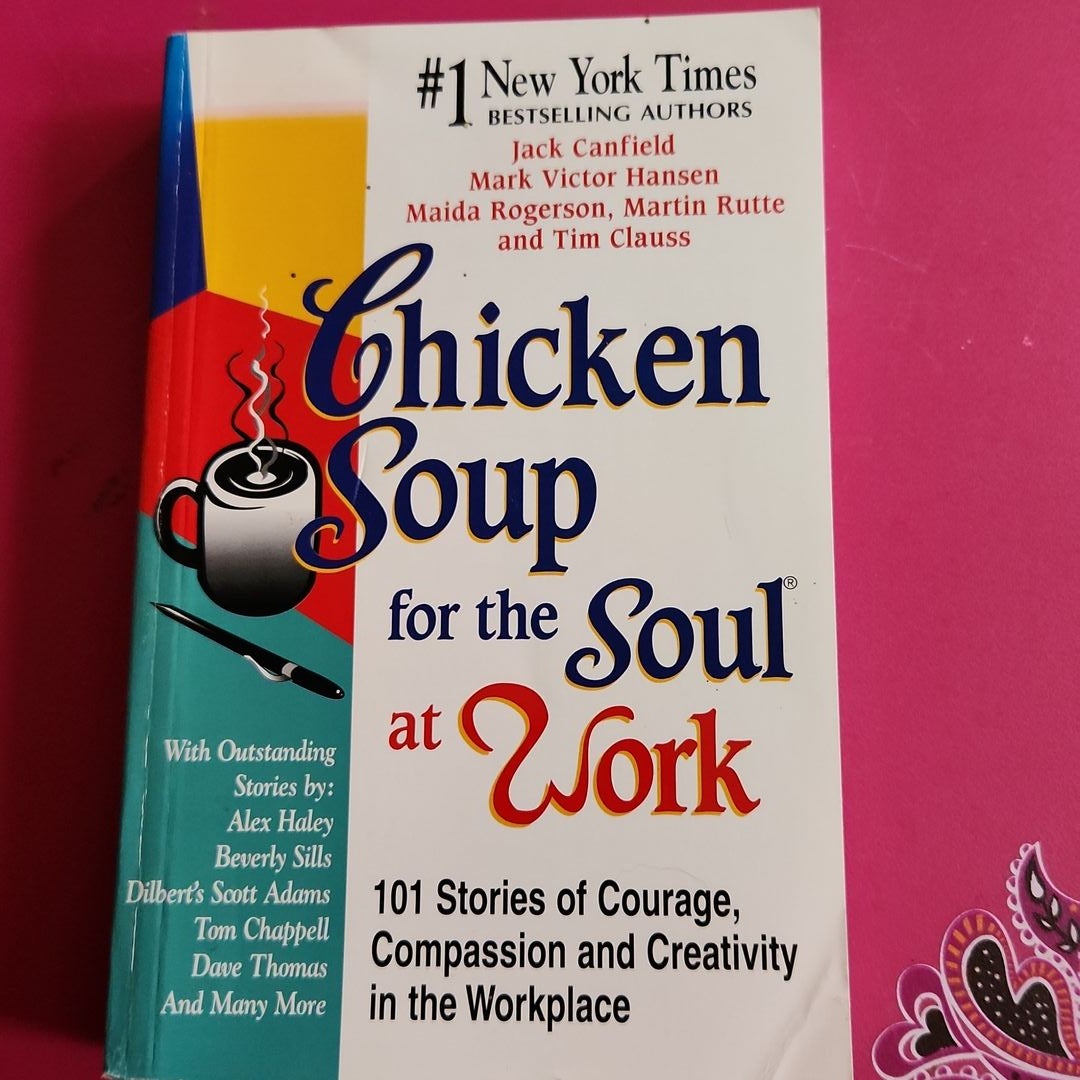 #1 New York Times
BESTSELLING AUTHORS
Jack Canfield
Mark Victor Hansen
Maida Rogerson, Martin Rutte
and Tim Clauss
Chicken
Soup
for the Soul®
at Work
With Outstanding
Stories by:
Alex Haley
Beverly Sills
Dilbert's Scott Adams
Tom Chappell
Dave Thomas
And Many More
101 Stories of Courage,
Compassion and Creativity
in the Workplace